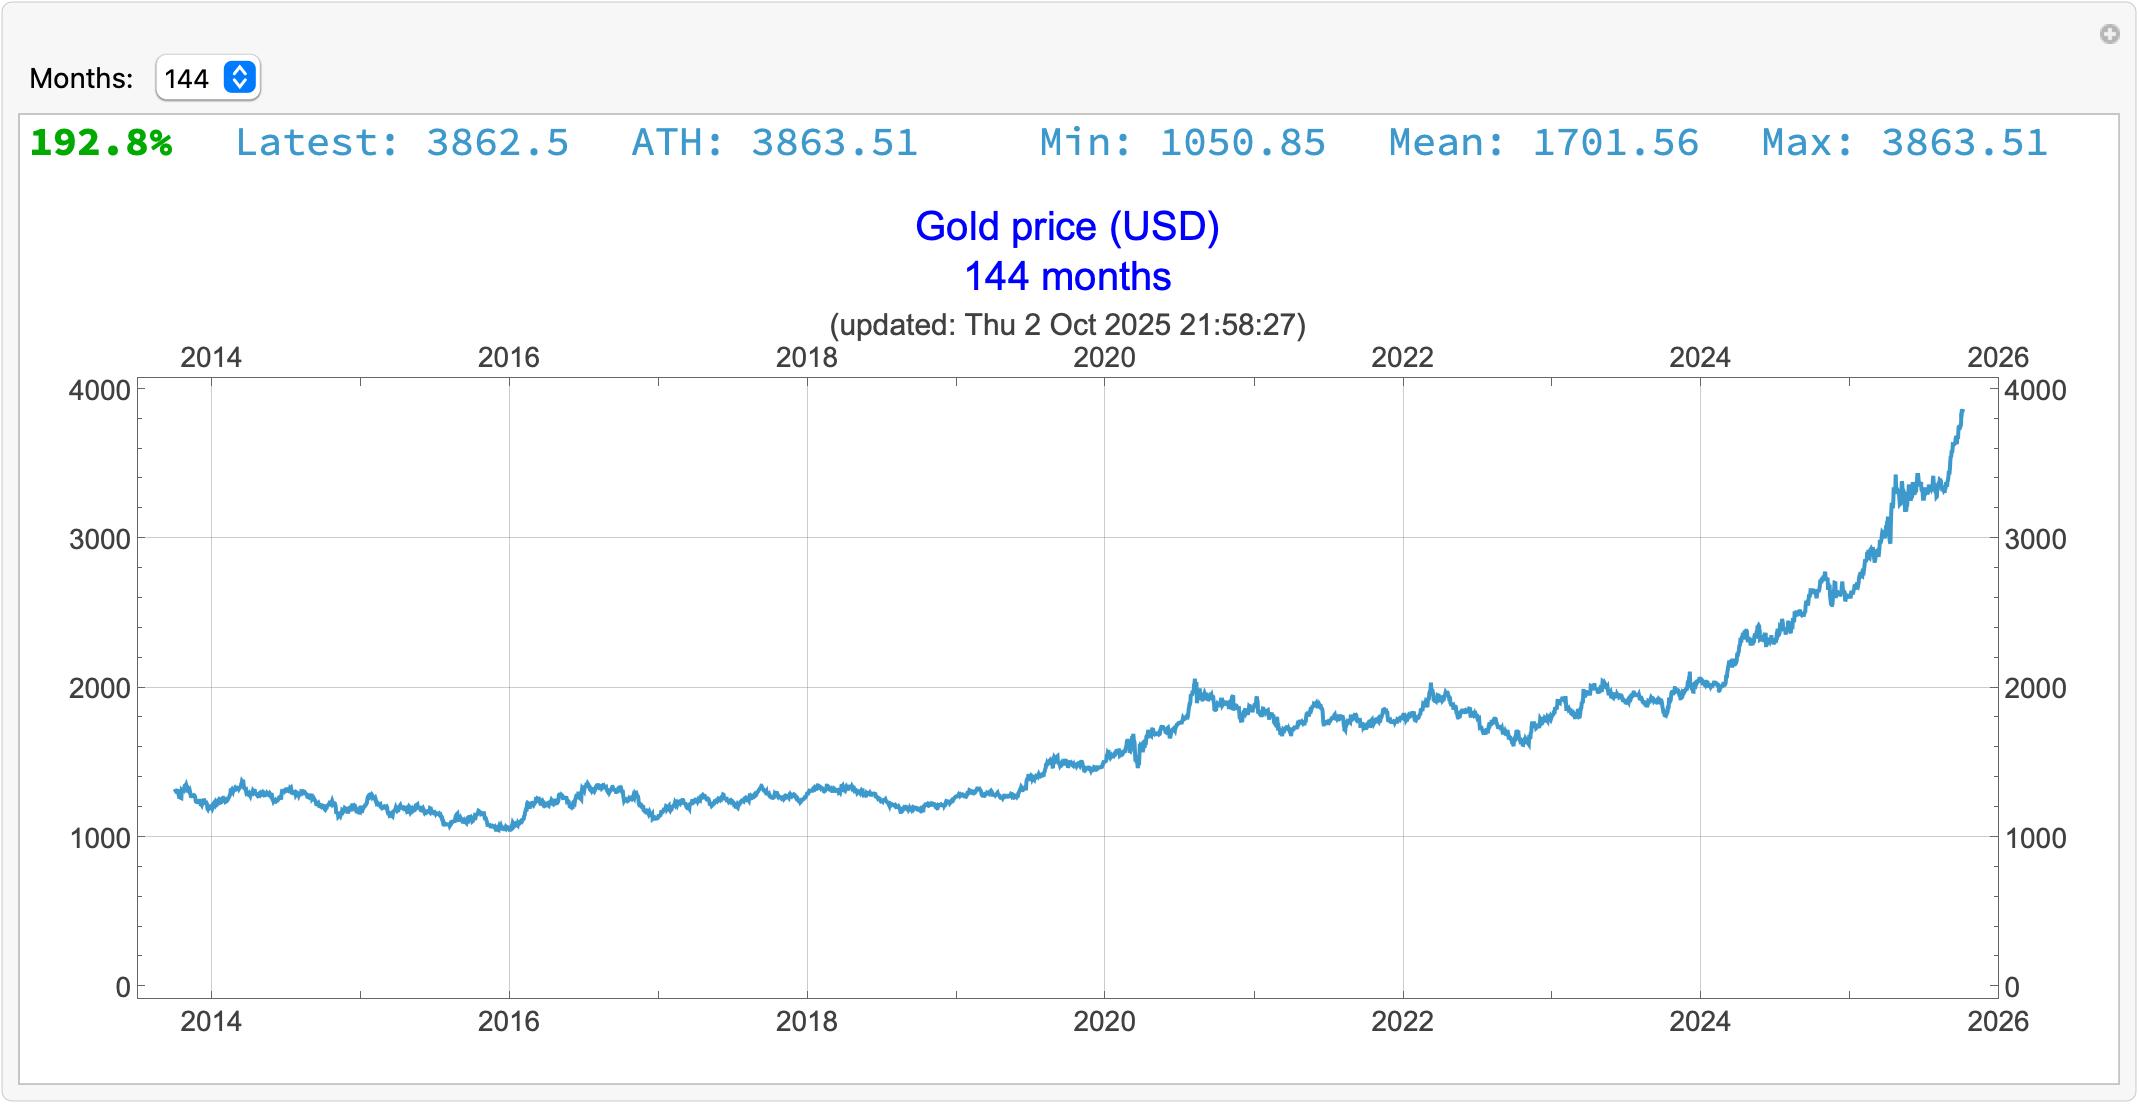 Months: 144
192.8% Latest: 3862.5 ATH: 3863.51 Min: 1050.85 Mean: 1701.56 Max: 3863.51
Gold price (USD)
144 months
(updated: Thu 2 Oct 2025 21:58:27)
2014 2016 2018 2020 2022 2024 2026
4000 4000
3000 3000
2000 2000
1000 1000
0 0
2014 2016 2018 2020 2022 2024 2026